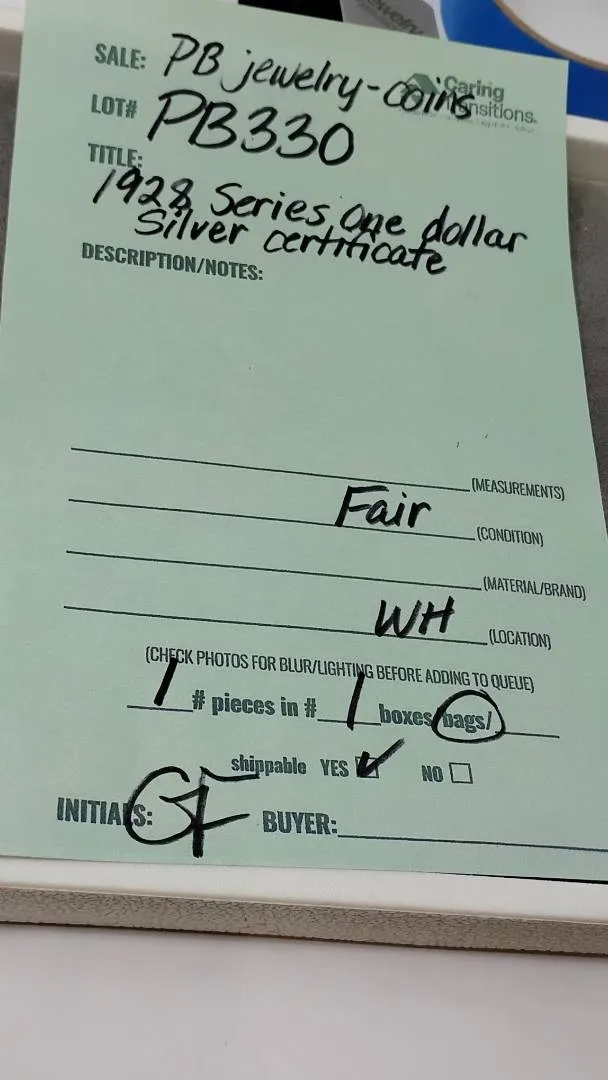 SALE: PB jewelry-coins
Caring
Transitions.
LOT# PB330
TITLE:
1928 Series One dollar
Silver certificate
DESCRIPTION/NOTES:
(MEASUREMENTS)
Fair (CONDITION)
(MATERIAL/BRAND)
WH (LOCATION)
(CHECK PHOTOS FOR BLUR/LIGHTING BEFORE ADDING TO QUEUE)
1 # pieces in # 1 boxes/bags/
shippable YES ✓ NO ☐
INITIALS: GF BUYER: